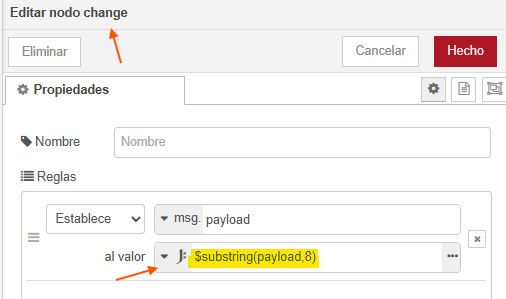 Editar nodo change
Eliminar
Cancelar
Hecho
Propiedades
Nombre
Nombre
Reglas
Establece
msg. payload
al valor
$substring(payload,8)